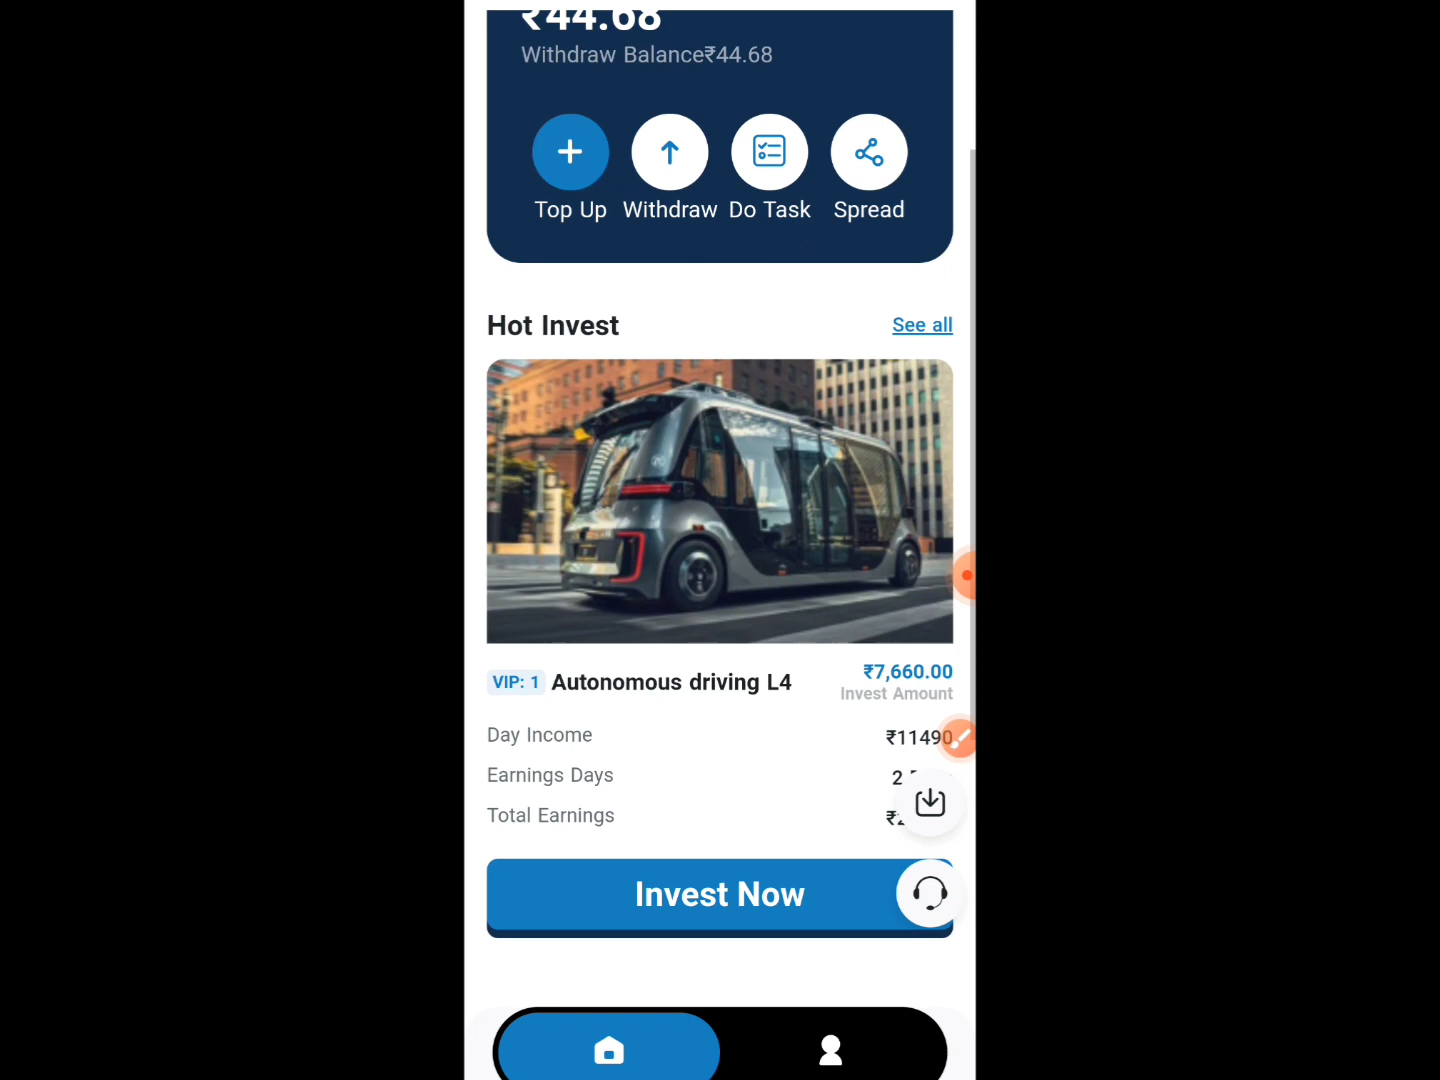 ₹44.68
Withdraw Balance₹44.68
Top Up Withdraw Do Task Spread
Hot Invest See all
VIP: 1 Autonomous driving L4 ₹7,660.00
Invest Amount
Day Income ₹11490
Earnings Days 2
Total Earnings
Invest Now